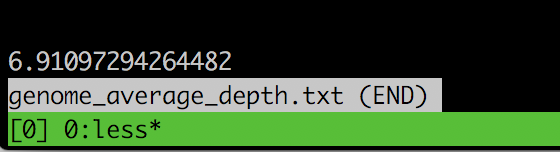 6.91097294264482
genome_average_depth.txt (END)
[0] 0:less*